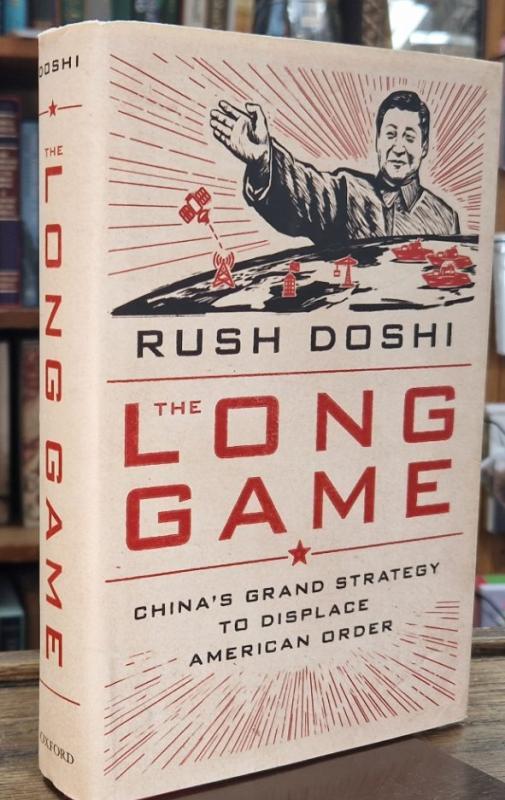 DOSHI
THE
LONG GAME
OXFORD
RUSH DOSHI
THE LONG
GAME
CHINA'S GRAND STRATEGY
TO DISPLACE
AMERICAN ORDER